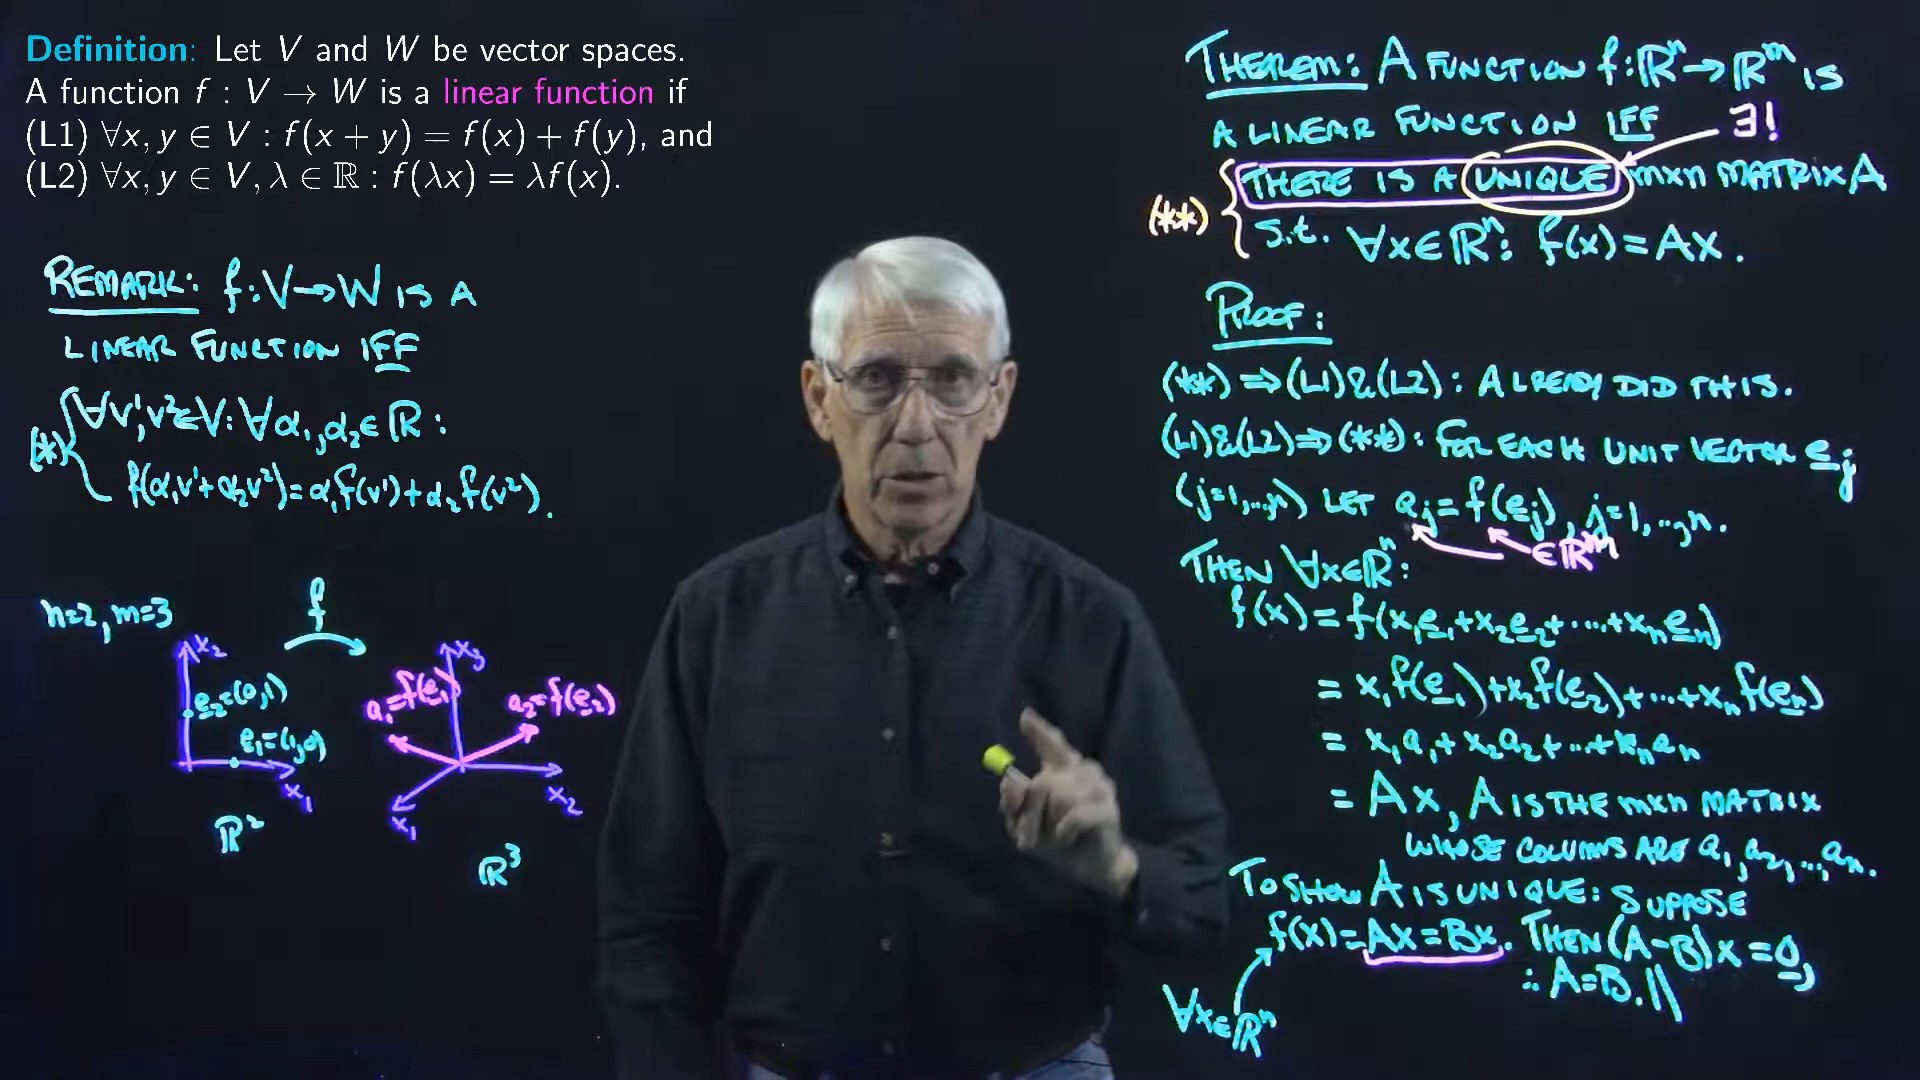 Definition: Let V and W be vector spaces.
A function f : V → W is a linear function if
(L1) ∀x, y ∈ V : f(x + y) = f(x) + f(y), and
(L2) ∀x, y ∈ V, λ ∈ ℝ : f(λx) = λf(x).
REMARK: f:V→W IS A
LINEAR FUNCTION IFF
(*) ∀v¹,v²∈V: ∀α₁,α₂∈ℝ:
f(α₁v¹+α₂v²)=α₁f(v¹)+α₂f(v²).
n=2, m=3
f
x₂
e₂=(0,1)
e₁=(1,0)
x₁
ℝ²
x₃
a₁=f(e₁)
a₂=f(e₂)
x₂
x₁
ℝ³
THEOREM: A FUNCTION f:ℝⁿ→ℝᵐ IS
A LINEAR FUNCTION IFF ∃!
(**) THERE IS A UNIQUE m×n MATRIX A
s.t. ∀x∈ℝⁿ: f(x)=Ax.
PROOF:
(**)⇒(L1)&(L2): ALREADY DID THIS.
(L1)&(L2)⇒(**): FOR EACH UNIT VECTOR e_j
(j=1,...,n) LET a_j=f(e_j), j=1,...,n.
∈ℝᵐ
THEN ∀x∈ℝⁿ:
f(x)=f(x₁e₁+x₂e₂+....+xₙeₙ)
= x₁f(e₁)+x₂f(e₂)+...+xₙf(eₙ)
= x₁a₁+x₂a₂+...+xₙaₙ
= Ax, A IS THE m×n MATRIX
WHOSE COLUMNS ARE a₁,a₂,...,aₙ.
TO SHOW A IS UNIQUE: SUPPOSE
f(x)=Ax=Bx. THEN (A-B)x=0,
∴ A=B.//
∀x∈ℝⁿ